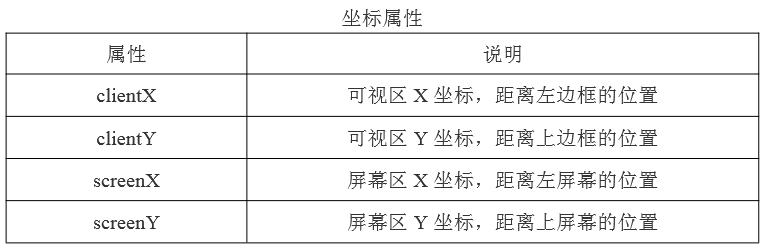 坐标属性
属性 说明
clientX 可视区 X 坐标，距离左边框的位置
clientY 可视区 Y 坐标，距离上边框的位置
screenX 屏幕区 X 坐标，距离左屏幕的位置
screenY 屏幕区 Y 坐标，距离上屏幕的位置